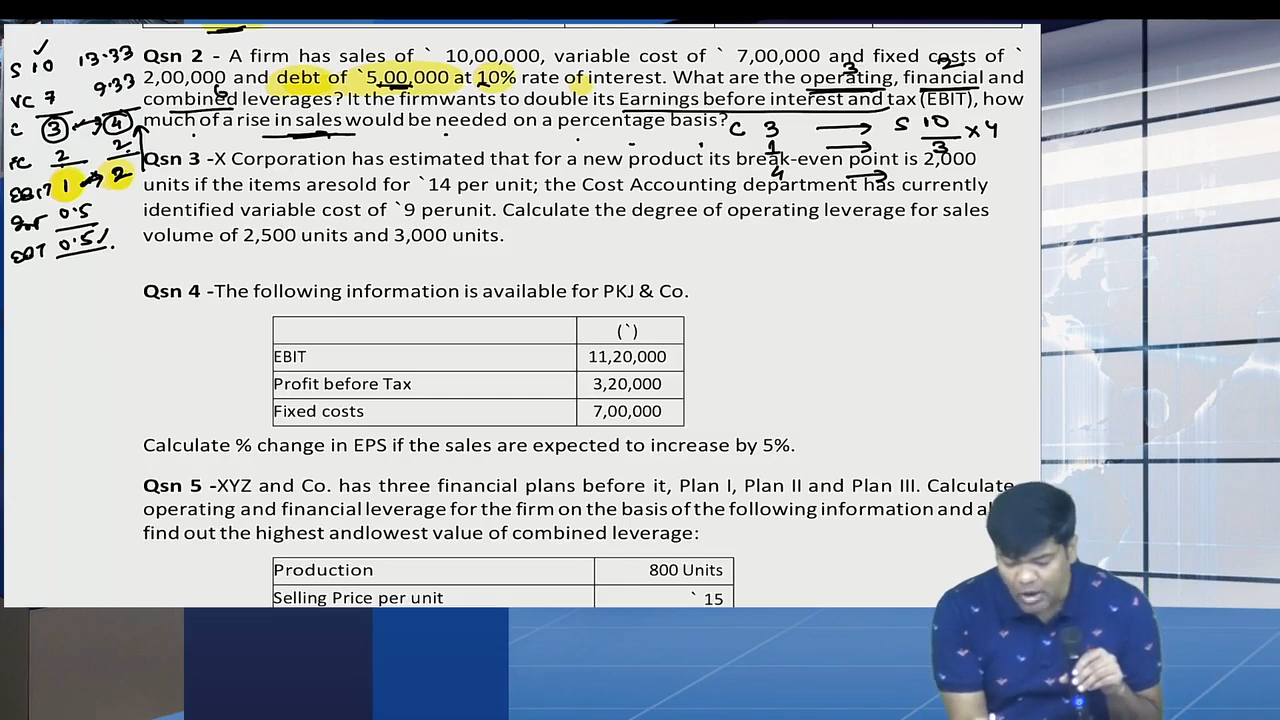 Qsn 2 - A firm has sales of ` 10,00,000, variable cost of ` 7,00,000 and fixed costs of `
2,00,000 and debt of `5,00,000 at 10% rate of interest. What are the operating, financial and
combined leverages? It the firmwants to double its Earnings before interest and tax (EBIT), how
much of a rise in sales would be needed on a percentage basis?
S 10 13.33
VC 7 9.33
C 3 4
FC 2 2
EBIT 1 2
Int 0.5
EBT 0.5
3 2
6
C 3 → S 10
1 → 3 × 4
4 →
Qsn 3 -X Corporation has estimated that for a new product its break-even point is 2,000
units if the items aresold for `14 per unit; the Cost Accounting department has currently
identified variable cost of `9 perunit. Calculate the degree of operating leverage for sales
volume of 2,500 units and 3,000 units.
Qsn 4 -The following information is available for PKJ & Co.
(`)
EBIT 11,20,000
Profit before Tax 3,20,000
Fixed costs 7,00,000
Calculate % change in EPS if the sales are expected to increase by 5%.
Qsn 5 -XYZ and Co. has three financial plans before it, Plan I, Plan II and Plan III. Calculate
operating and financial leverage for the firm on the basis of the following information and al
find out the highest andlowest value of combined leverage:
Production 800 Units
Selling Price per unit ` 15